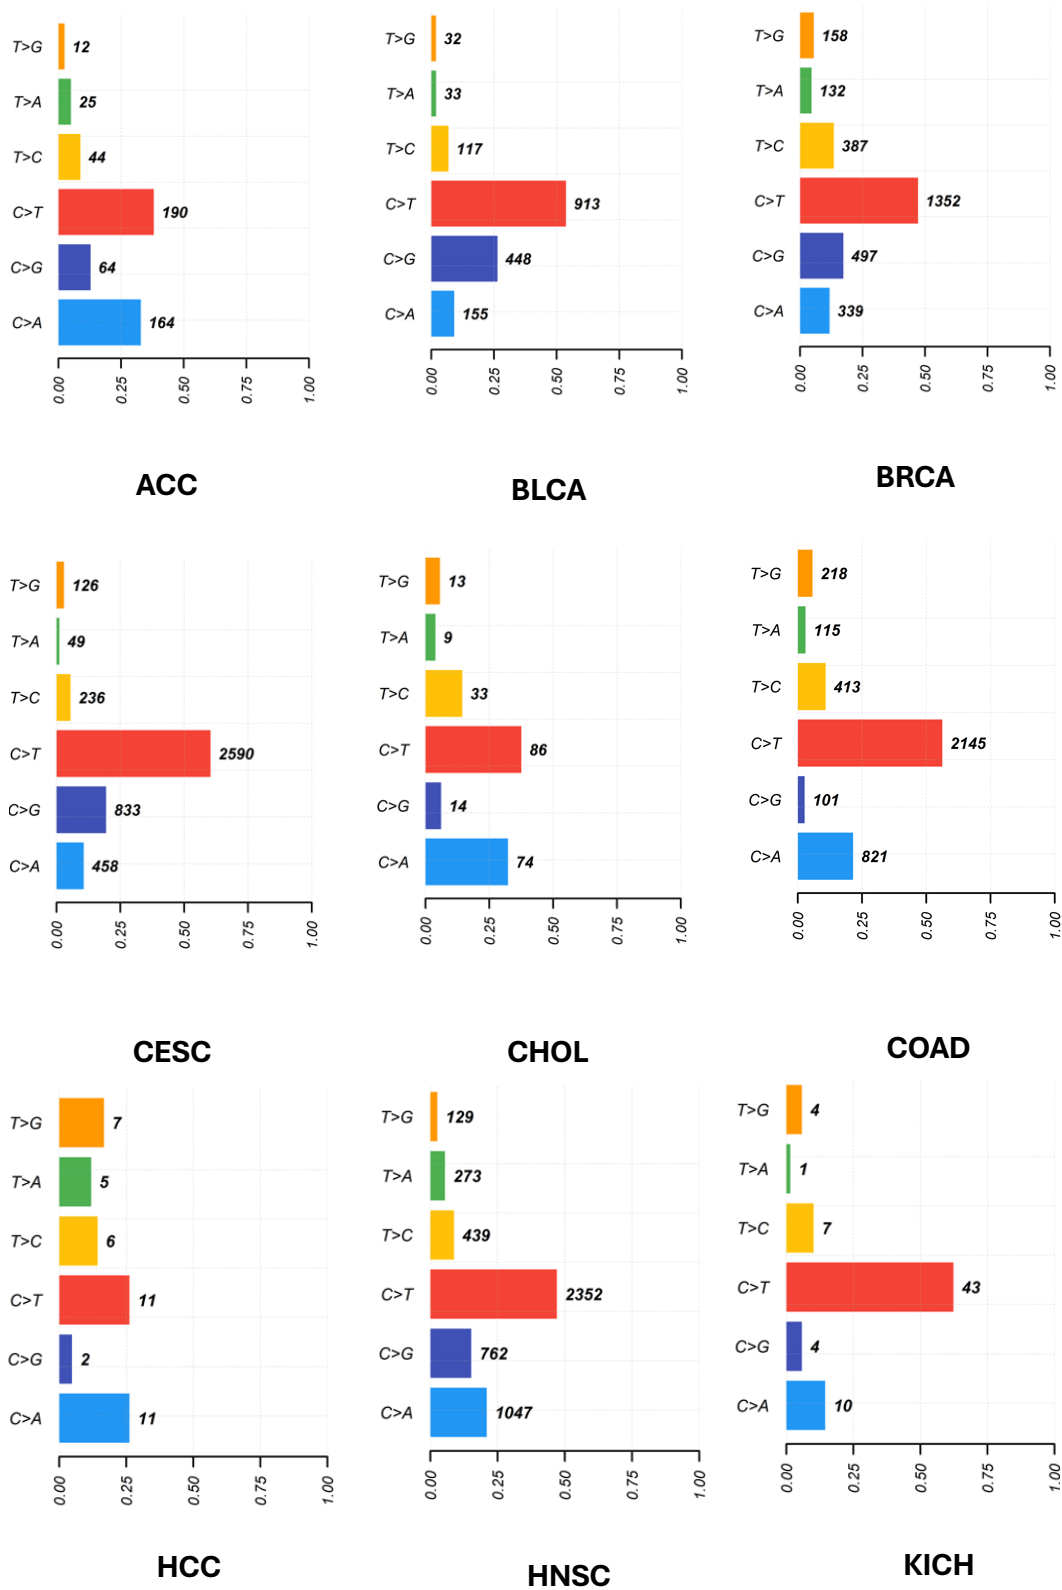 T>G 12
T>A 25
T>C 44
C>T 190
C>G 64
C>A 164
0.00 0.25 0.50 0.75 1.00
ACC
T>G 32
T>A 33
T>C 117
C>T 913
C>G 448
C>A 155
0.00 0.25 0.50 0.75 1.00
BLCA
T>G 158
T>A 132
T>C 387
C>T 1352
C>G 497
C>A 339
0.00 0.25 0.50 0.75 1.00
BRCA
T>G 126
T>A 49
T>C 236
C>T 2590
C>G 833
C>A 458
0.00 0.25 0.50 0.75 1.00
CESC
T>G 13
T>A 9
T>C 33
C>T 86
C>G 14
C>A 74
0.00 0.25 0.50 0.75 1.00
CHOL
T>G 218
T>A 115
T>C 413
C>T 2145
C>G 101
C>A 821
0.00 0.25 0.50 0.75 1.00
COAD
T>G 7
T>A 5
T>C 6
C>T 11
C>G 2
C>A 11
0.00 0.25 0.50 0.75 1.00
HCC
T>G 129
T>A 273
T>C 439
C>T 2352
C>G 762
C>A 1047
0.00 0.25 0.50 0.75 1.00
HNSC
T>G 4
T>A 1
T>C 7
C>T 43
C>G 4
C>A 10
0.00 0.25 0.50 0.75 1.00
KICH